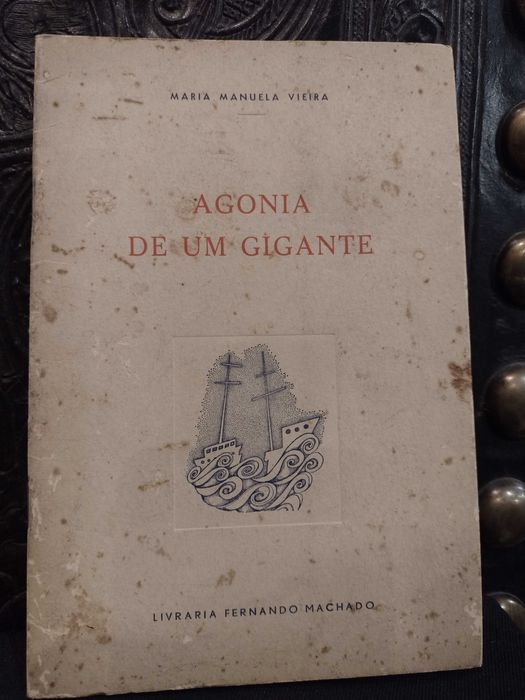 MARIA MANUELA VIEIRA
AGONIA
DE UM GIGANTE
LIVRARIA FERNANDO MACHADO